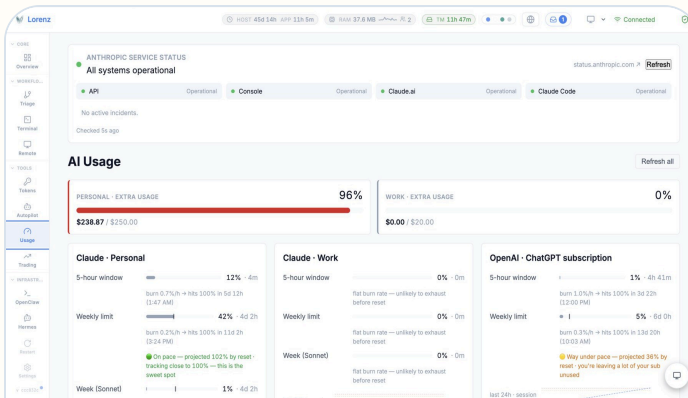 Lorenz
HOST 45d 14h APP 11h 5m
RAM 37.6 MB
2
TM 11h 47m
1
Connected
CORE
Overview
WORKFLO...
Triage
Terminal
Remote
TOOLS
Tokens
Autopilot
Usage
Trading
INFRASTR...
OpenClaw
Hermes
Settings
ANTHROPIC SERVICE STATUS
All systems operational
status.anthropic.com ↗ Refresh
API Operational
Console Operational
Claude.ai Operational
Claude Code Operational
No active incidents.
Checked 5s ago
AI Usage
Refresh all
PERSONAL · EXTRA USAGE 96%
$238.87 / $250.00
WORK · EXTRA USAGE 0%
$0.00 / $20.00
Claude · Personal
5-hour window 12% · 4m
burn 0.7%/h → hits 100% in 5d 12h
(1:47 AM)
Weekly limit 42% · 4d 2h
burn 0.2%/h → hits 100% in 11d 2h
(3:24 PM)
On pace — projected 102% by reset ·
tracking close to 100% — this is the
sweet spot
Week (Sonnet) 1% · 4d 2h
Claude · Work
5-hour window 0% · 0m
flat burn rate — unlikely to exhaust
before reset
Weekly limit 0% · 0m
flat burn rate — unlikely to exhaust
before reset
Week (Sonnet) 0% · 0m
flat burn rate — unlikely to exhaust
before reset
OpenAI · ChatGPT subscription
5-hour window 1% · 4h 41m
burn 1.0%/h → hits 100% in 3d 22h
(12:00 PM)
Weekly limit 5% · 6d 0h
burn 0.3%/h → hits 100% in 13d 20h
(10:03 AM)
Way under pace — projected 36% by
reset · you're leaving a lot of your sub
unused
last 24h · session